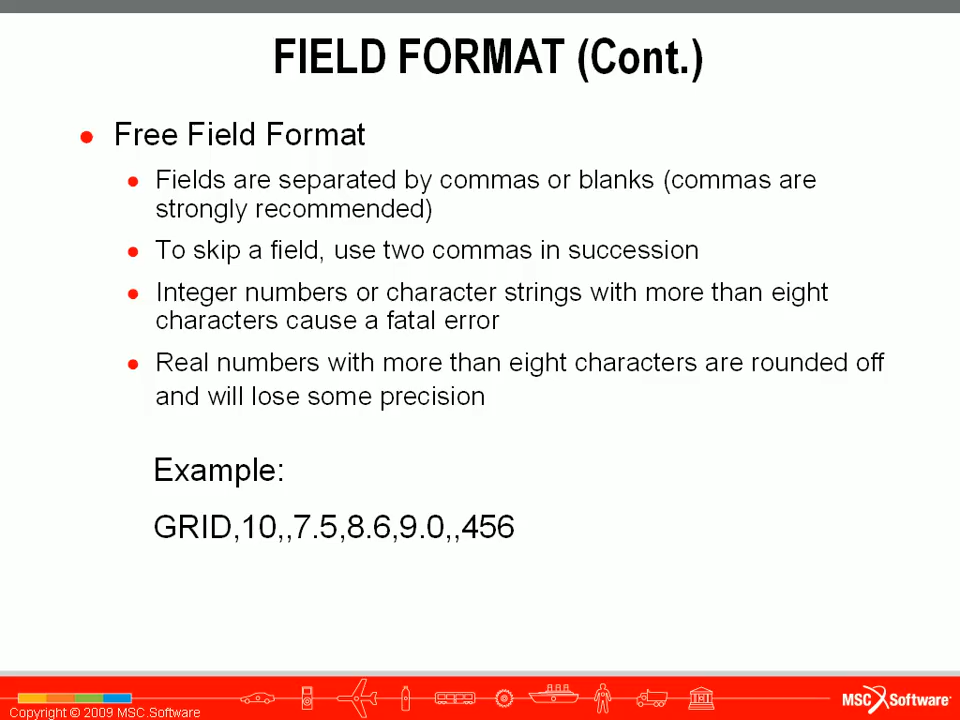 FIELD FORMAT (Cont.)
Free Field Format
Fields are separated by commas or blanks (commas are
strongly recommended)
To skip a field, use two commas in succession
Integer numbers or character strings with more than eight
characters cause a fatal error
Real numbers with more than eight characters are rounded off
and will lose some precision
Example:
GRID,10,,7.5,8.6,9.0,,456
Copyright © 2009 MSC.Software
MSC Software